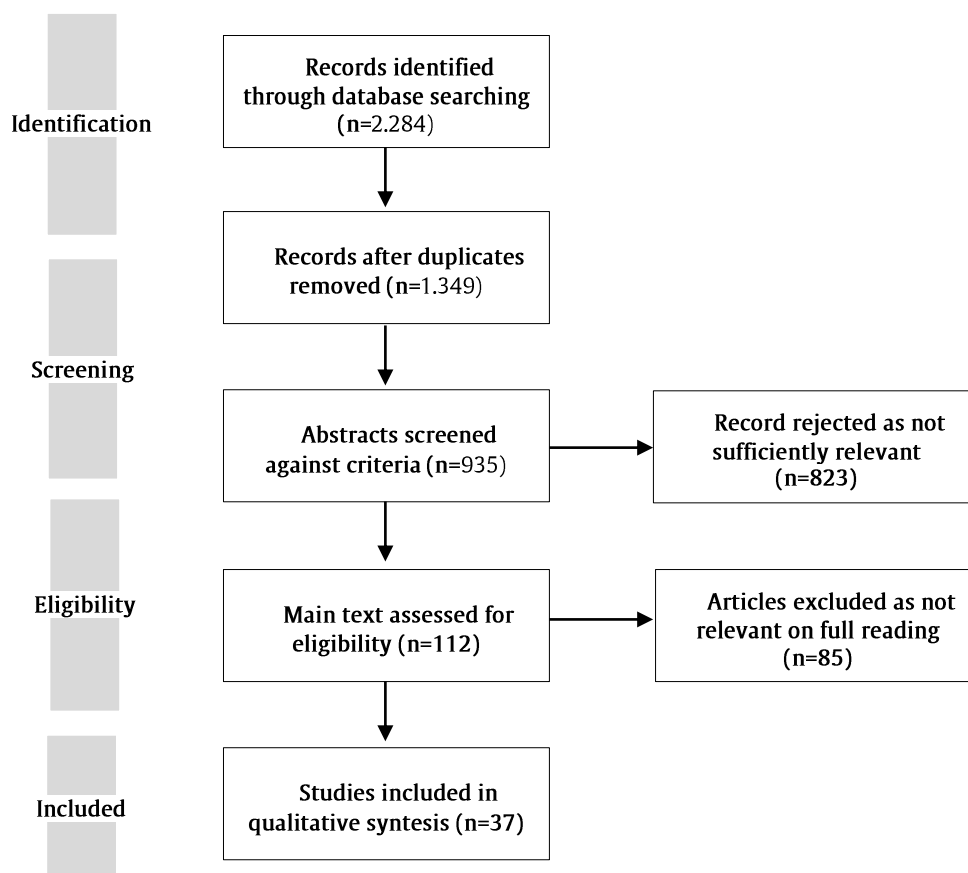 Identification
Records identified
through database searching
(n=2.284)
Records after duplicates
removed (n=1.349)
Screening
Abstracts screened
against criteria (n=935)
Record rejected as not
sufficiently relevant
(n=823)
Eligibility
Main text assessed for
eligibility (n=112)
Articles excluded as not
relevant on full reading
(n=85)
Included
Studies included in
qualitative syntesis (n=37)